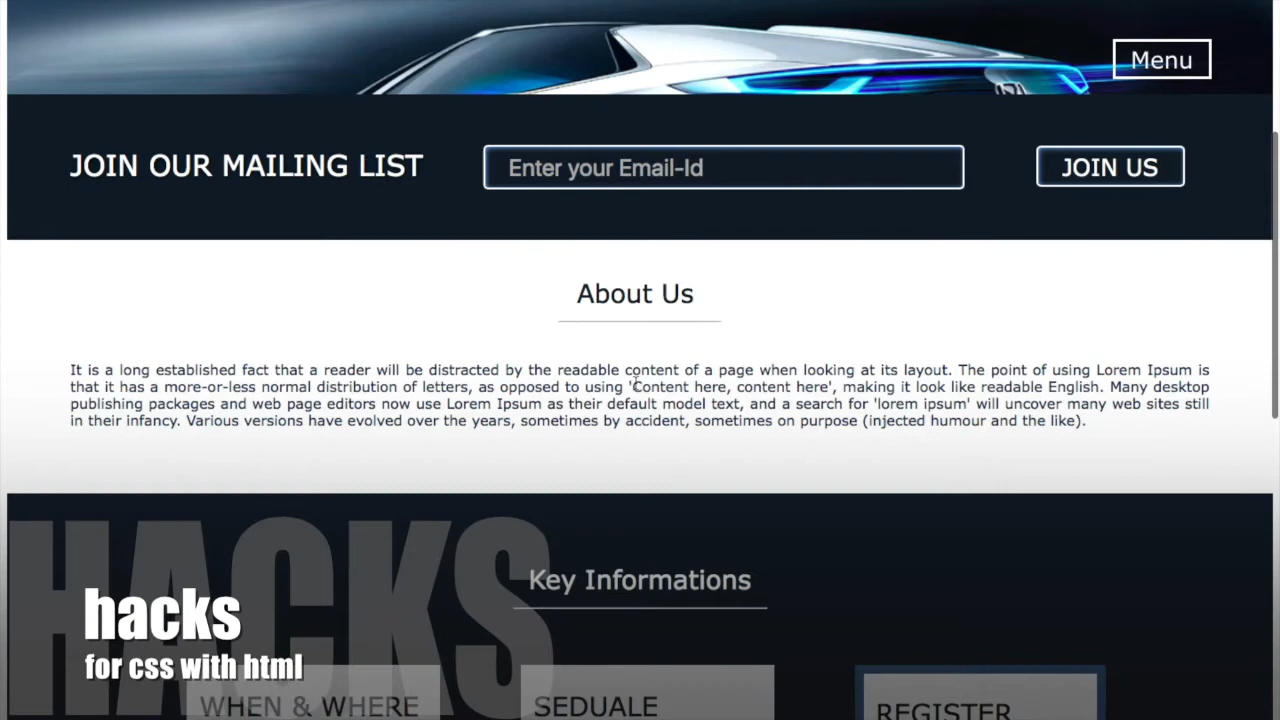 Menu
JOIN OUR MAILING LIST
Enter your Email-Id
JOIN US
About Us
It is a long established fact that a reader will be distracted by the readable content of a page when looking at its layout. The point of using Lorem Ipsum is
that it has a more-or-less normal distribution of letters, as opposed to using 'Content here, content here', making it look like readable English. Many desktop
publishing packages and web page editors now use Lorem Ipsum as their default model text, and a search for 'lorem ipsum' will uncover many web sites still
in their infancy. Various versions have evolved over the years, sometimes by accident, sometimes on purpose (injected humour and the like).
HACKS
Key Informations
hacks
for css with html
WHEN & WHERE
SEDUALE
REGISTER